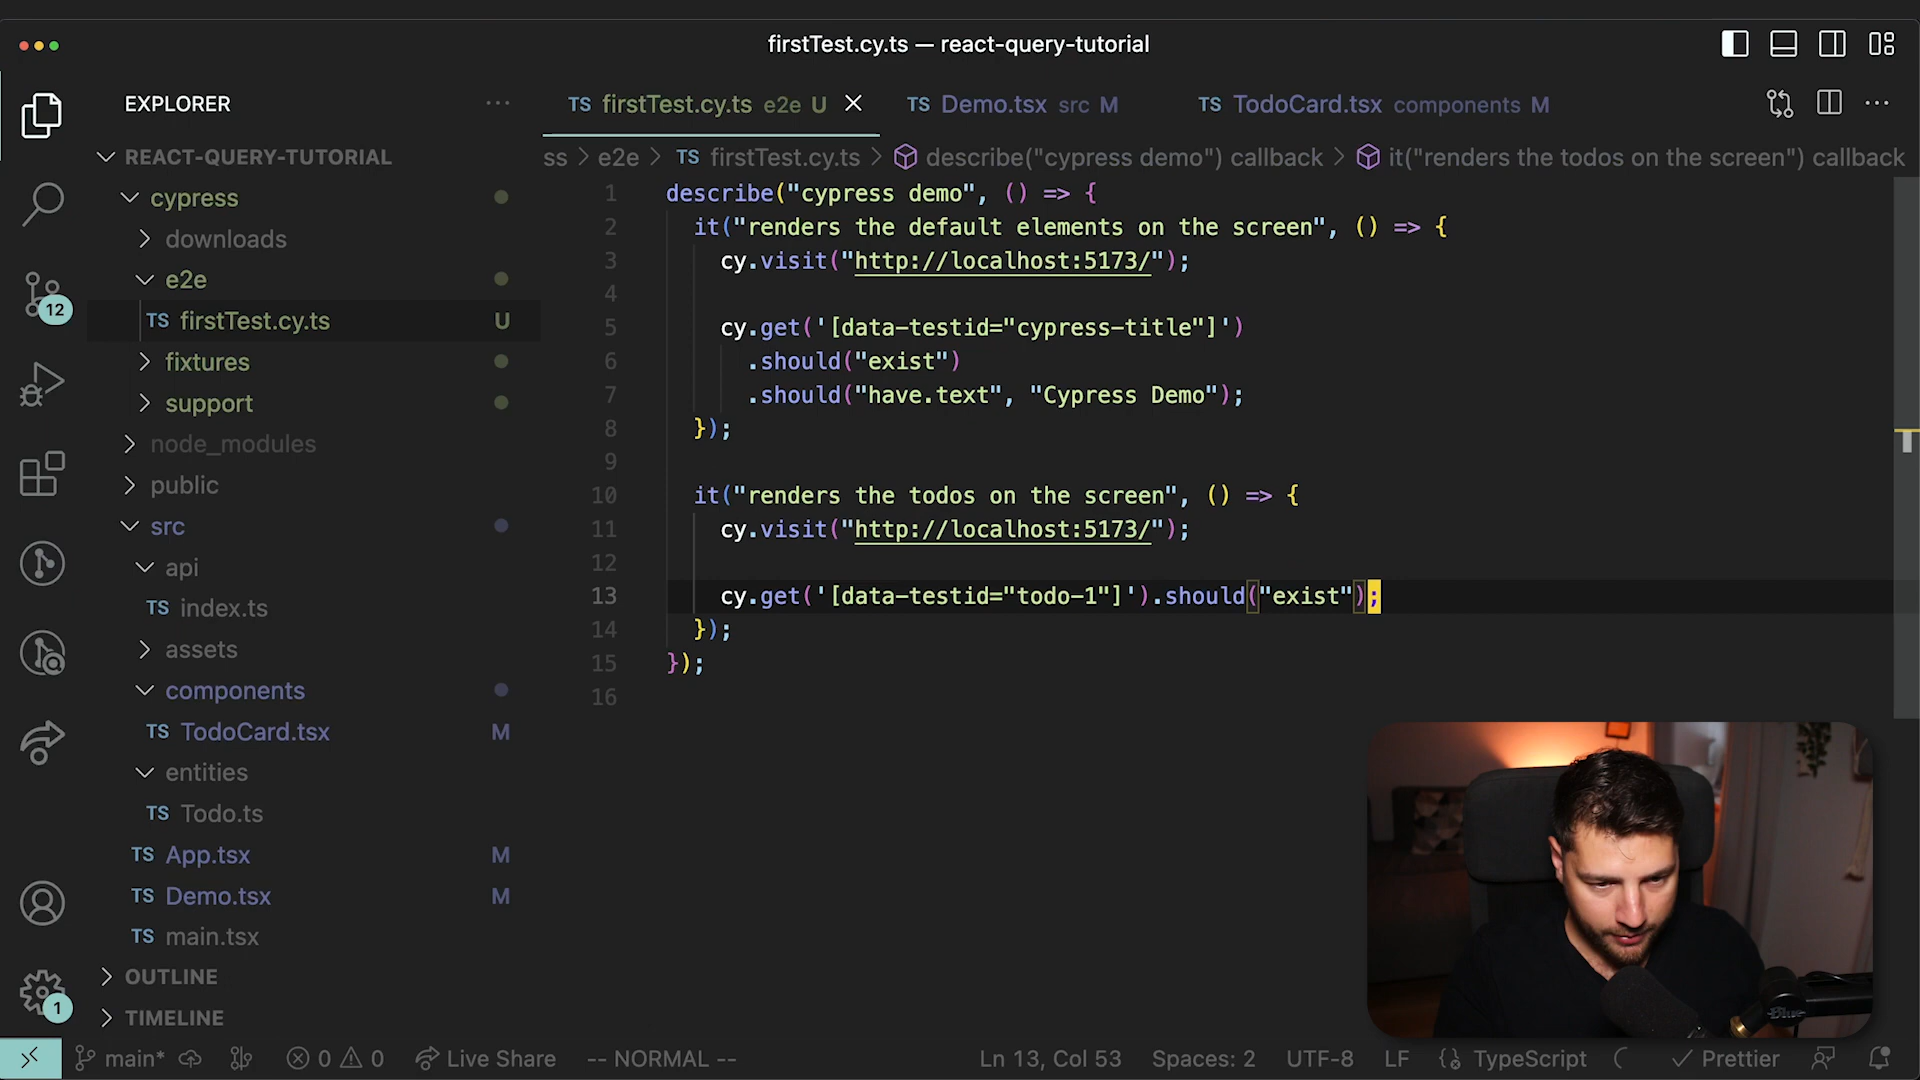 firstTest.cy.ts — react-query-tutorial
EXPLORER
TS firstTest.cy.ts e2e U
TS Demo.tsx src M
TS TodoCard.tsx components M
ss > e2e > TS firstTest.cy.ts > describe("cypress demo") callback > it("renders the todos on the screen") callback
REACT-QUERY-TUTORIAL
cypress
downloads
e2e
TS firstTest.cy.ts U
fixtures
support
node_modules
public
src
api
TS index.ts
assets
components
TS TodoCard.tsx M
entities
TS Todo.ts
TS App.tsx M
TS Demo.tsx M
TS main.tsx
OUTLINE
TIMELINE
12
1
1 describe("cypress demo", () => {
2 it("renders the default elements on the screen", () => {
3 cy.visit("http://localhost:5173/");
4
5 cy.get('[data-testid="cypress-title"]')
6 .should("exist")
7 .should("have.text", "Cypress Demo");
8 });
9
10 it("renders the todos on the screen", () => {
11 cy.visit("http://localhost:5173/");
12
13 cy.get('[data-testid="todo-1"]').should("exist");
14 });
15 });
16
Blue
main* 0 0 Live Share -- NORMAL -- Ln 13, Col 53 Spaces: 2 UTF-8 LF {} TypeScript Prettier